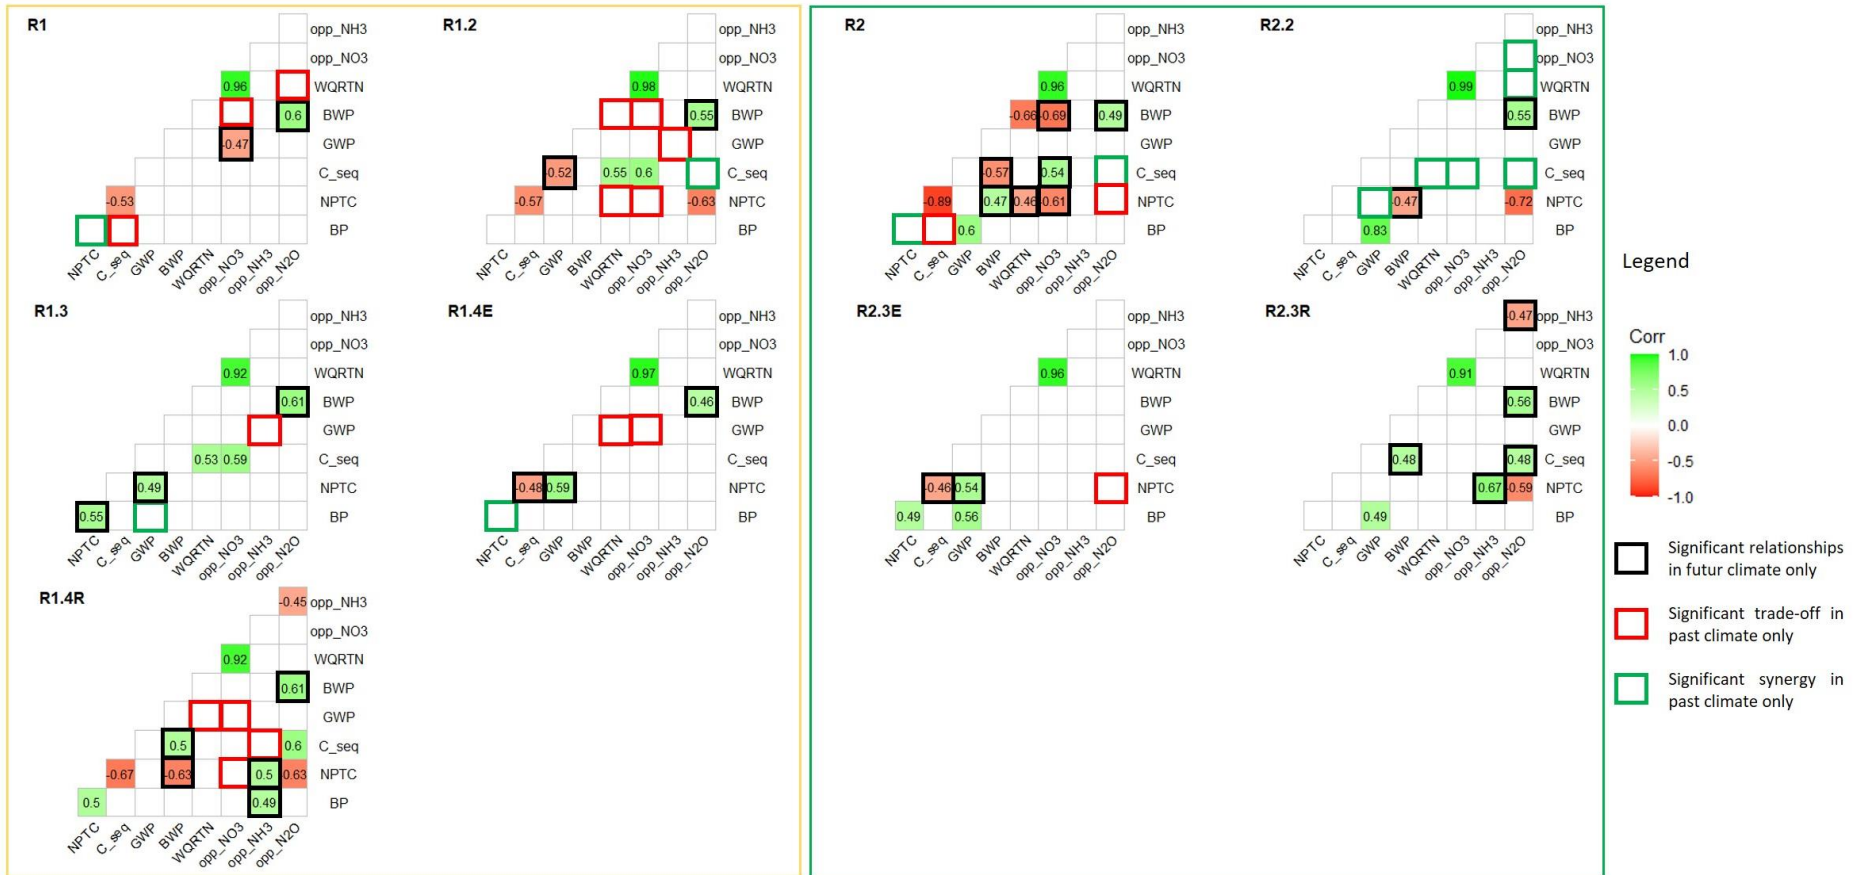 R1
opp_NH3
opp_NO3
0.96 WQRTN
0.6 BWP
-0.47 GWP
C_seq
-0.53 NPTC
BP
NPTC C_seq GWP BWP WQRTN opp_NO3 opp_NH3 opp_N2O
R1.2
opp_NH3
opp_NO3
0.98 WQRTN
0.55 BWP
GWP
-0.52 0.55 0.6 C_seq
-0.57 -0.63 NPTC
BP
NPTC C_seq GWP BWP WQRTN opp_NO3 opp_NH3 opp_N2O
R2
opp_NH3
opp_NO3
0.96 WQRTN
-0.66 -0.69 0.49 BWP
GWP
-0.57 0.54 C_seq
-0.89 0.47 0.46 -0.61 NPTC
0.6 BP
NPTC C_seq GWP BWP WQRTN opp_NO3 opp_NH3 opp_N2O
R2.2
opp_NH3
opp_NO3
0.99 WQRTN
0.55 BWP
GWP
C_seq
-0.47 -0.72 NPTC
0.83 BP
NPTC C_seq GWP BWP WQRTN opp_NO3 opp_NH3 opp_N2O
R1.3
opp_NH3
opp_NO3
0.92 WQRTN
0.61 BWP
GWP
0.53 0.59 C_seq
0.49 NPTC
0.55 BP
NPTC C_seq GWP BWP WQRTN opp_NO3 opp_NH3 opp_N2O
R1.4E
opp_NH3
opp_NO3
0.97 WQRTN
0.46 BWP
GWP
C_seq
-0.48 0.59 NPTC
BP
NPTC C_seq GWP BWP WQRTN opp_NO3 opp_NH3 opp_N2O
R2.3E
opp_NH3
opp_NO3
0.96 WQRTN
BWP
GWP
C_seq
-0.46 0.54 NPTC
0.49 0.56 BP
NPTC C_seq GWP BWP WQRTN opp_NO3 opp_NH3 opp_N2O
R2.3R
-0.47 opp_NH3
opp_NO3
0.91 WQRTN
0.56 BWP
GWP
0.48 0.48 C_seq
0.67 -0.59 NPTC
0.49 BP
NPTC C_seq GWP BWP WQRTN opp_NO3 opp_NH3 opp_N2O
R1.4R
-0.45 opp_NH3
opp_NO3
0.92 WQRTN
0.61 BWP
GWP
0.5 0.6 C_seq
-0.67 -0.63 0.5 0.63 NPTC
0.5 0.49 BP
NPTC C_seq GWP BWP WQRTN opp_NO3 opp_NH3 opp_N2O
Legend
Corr
1.0
0.5
0.0
-0.5
-1.0
Significant relationships
in futur climate only
Significant trade-off in
past climate only
Significant synergy in
past climate only